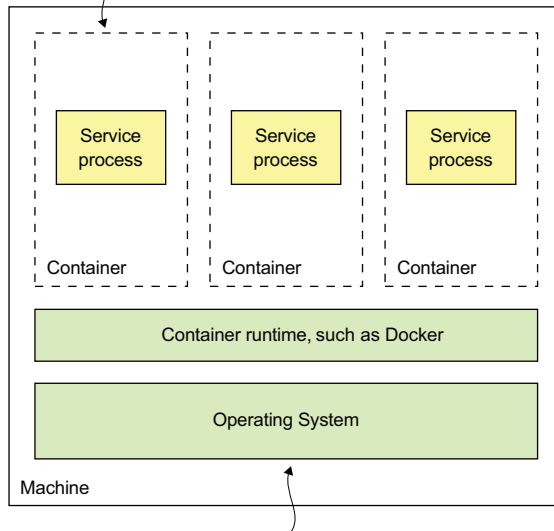 Service
process
Container
Service
process
Container
Service
process
Container
Container runtime, such as Docker
Operating System
Machine